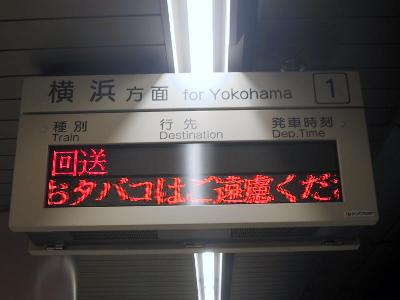 横浜 方面 for Yokohama 1
種別 行先 発車時刻
Train Destination Dep.Time
回送
おタバコはご遠慮くだ